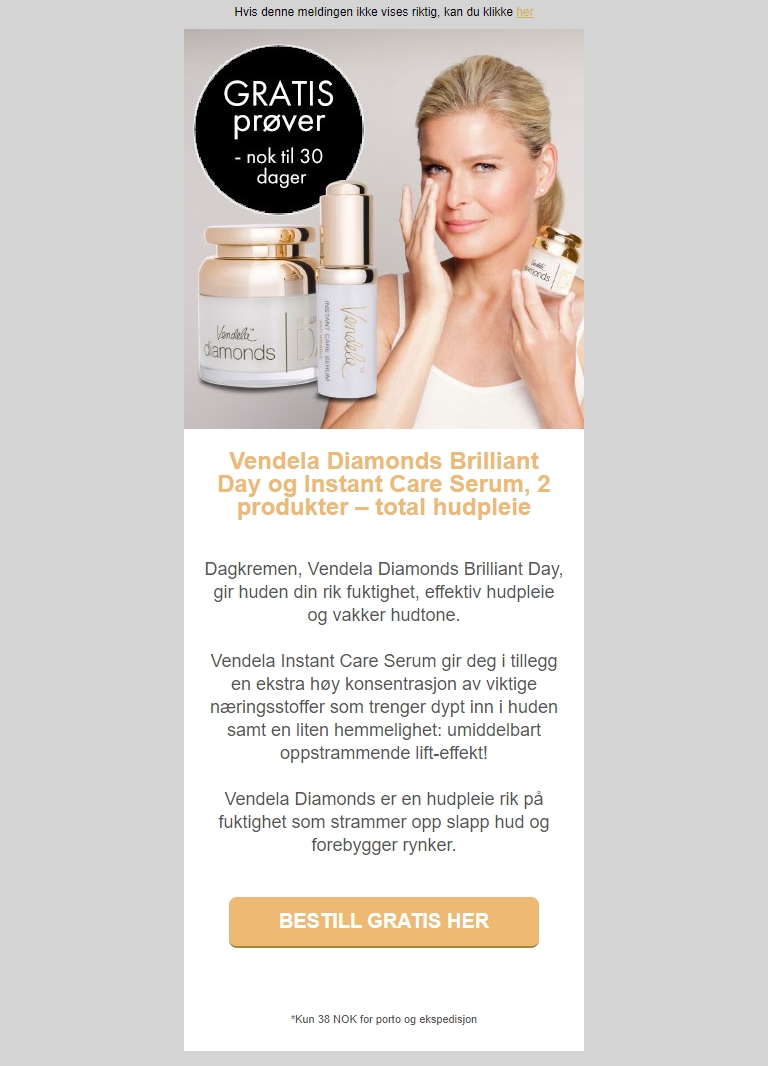 Hvis denne meldingen ikke vises riktig, kan du klikke her
GRATIS
prøver
- nok til 30
dager
Vendela™
diamonds
Vendela™
INSTANT CARE SERUM
Vendela™
diamonds
Vendela Diamonds Brilliant
Day og Instant Care Serum, 2
produkter – total hudpleie
Dagkremen, Vendela Diamonds Brilliant Day,
gir huden din rik fuktighet, effektiv hudpleie
og vakker hudtone.
Vendela Instant Care Serum gir deg i tillegg
en ekstra høy konsentrasjon av viktige
næringsstoffer som trenger dypt inn i huden
samt en liten hemmelighet: umiddelbart
oppstrammende lift-effekt!
Vendela Diamonds er en hudpleie rik på
fuktighet som strammer opp slapp hud og
forebygger rynker.
BESTILL GRATIS HER
*Kun 38 NOK for porto og ekspedisjon